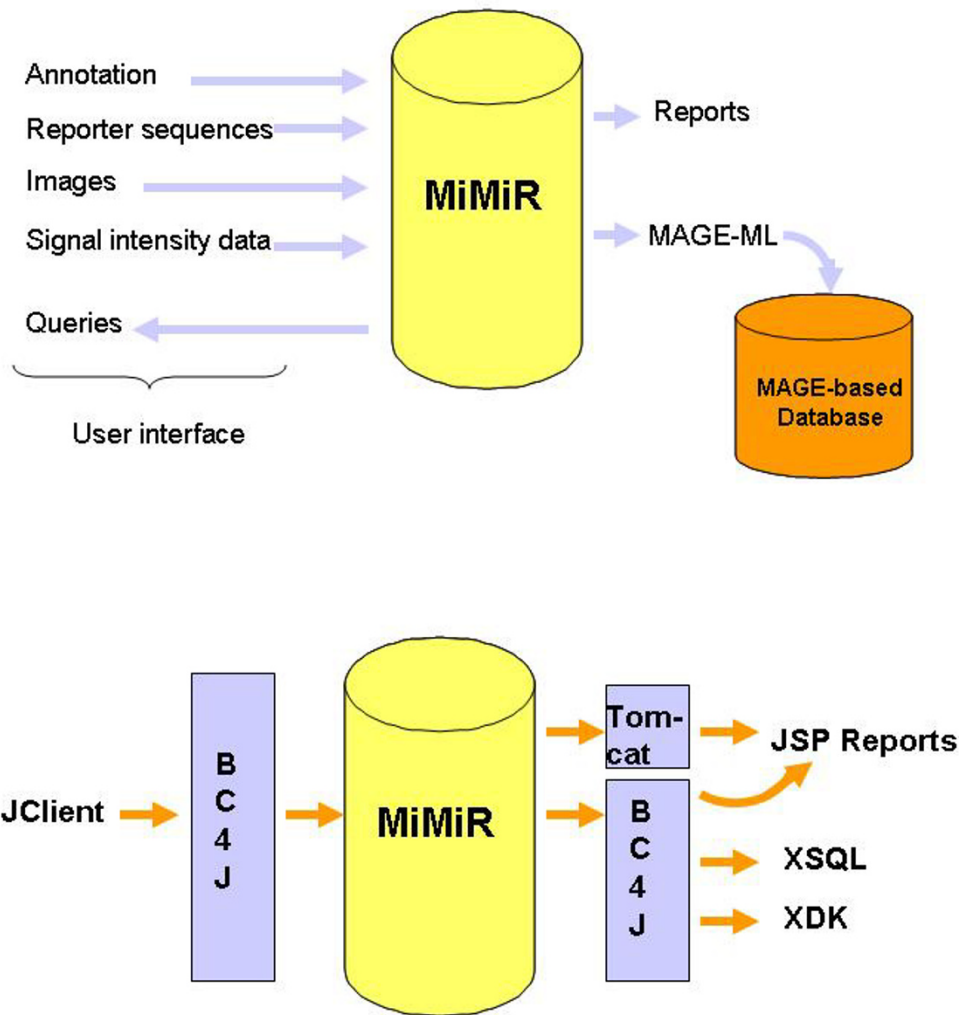 Annotation
Reporter sequences
Images
Signal intensity data
Queries
User interface
MiMiR
Reports
MAGE-ML
MAGE-based
Database
JClient
B
C
4
J
MiMiR
Tom-
cat
B
C
4
J
JSP Reports
XSQL
XDK